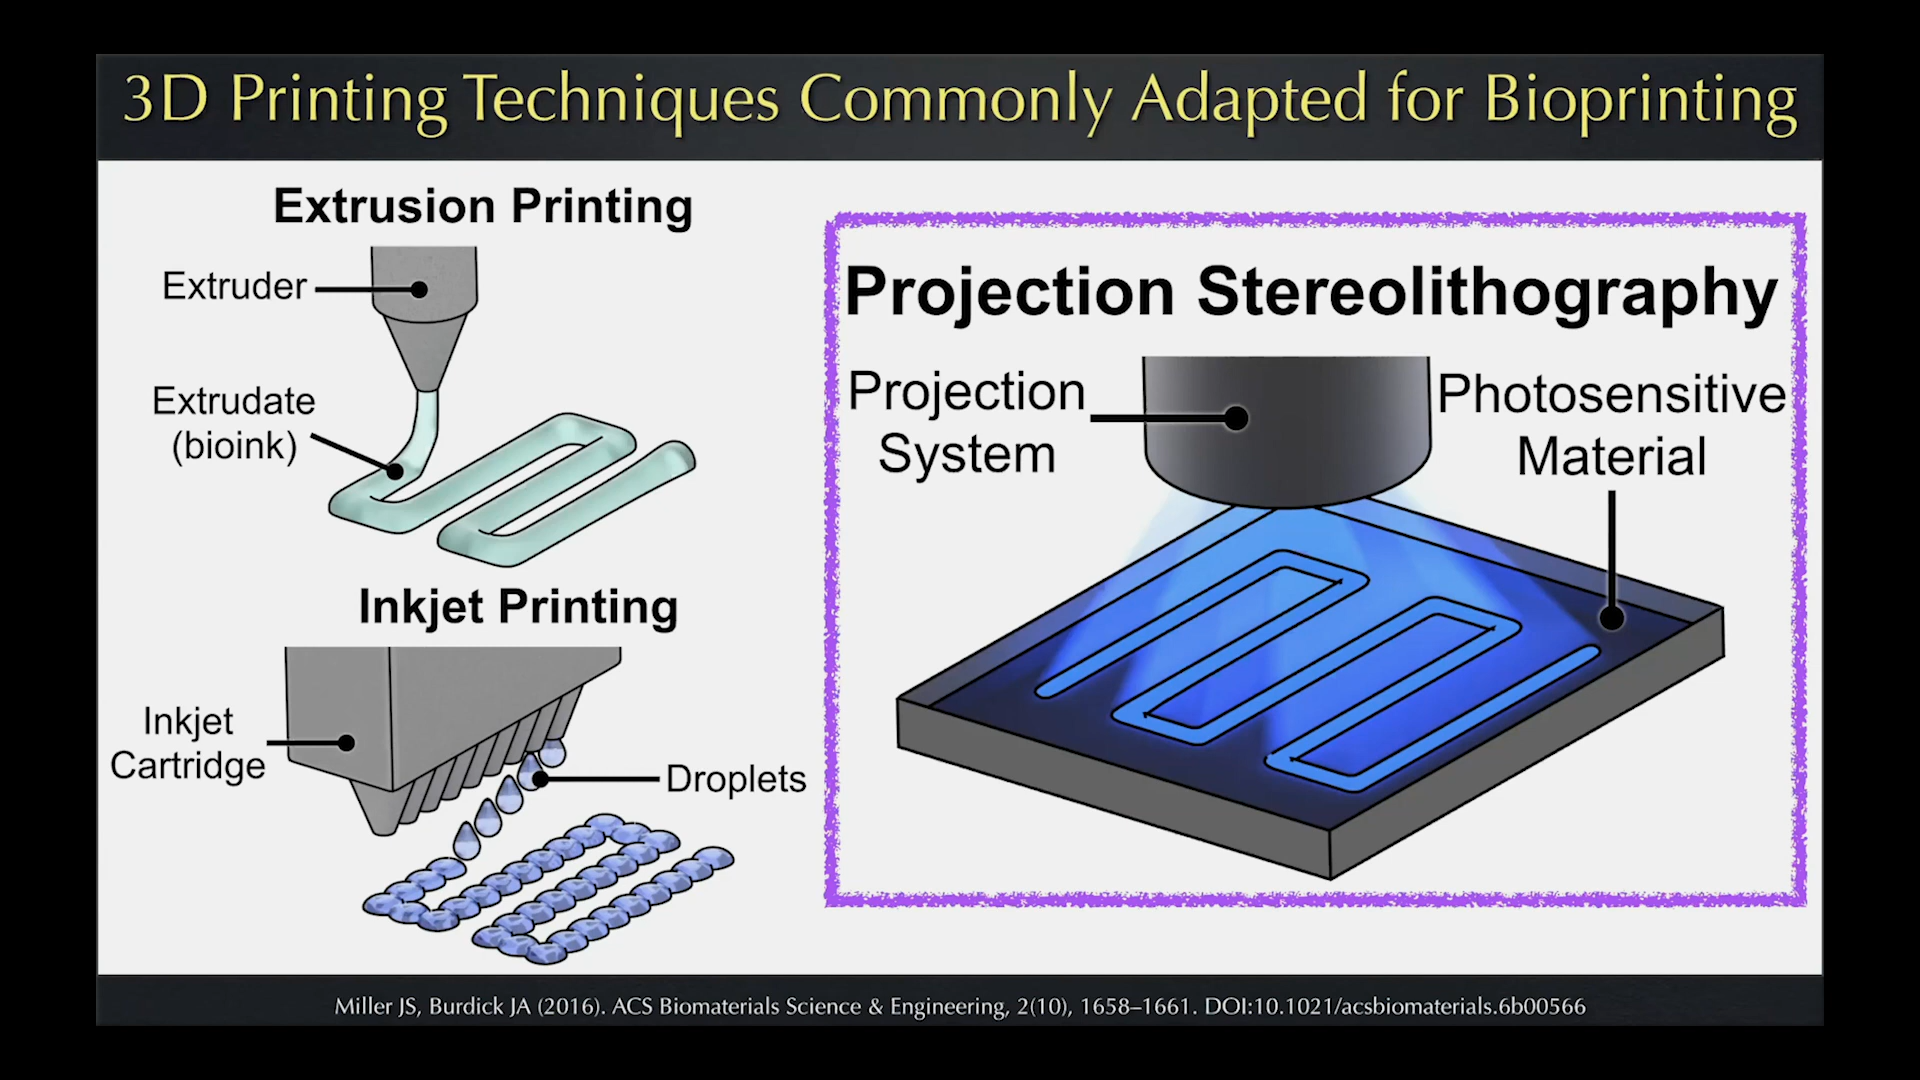 3D Printing Techniques Commonly Adapted for Bioprinting
Extrusion Printing
Extruder
Extrudate
(bioink)
Inkjet Printing
Inkjet
Cartridge
Droplets
Projection Stereolithography
Projection
System
Photosensitive
Material
Miller JS, Burdick JA (2016). ACS Biomaterials Science & Engineering, 2(10), 1658–1661. DOI:10.1021/acsbiomaterials.6b00566